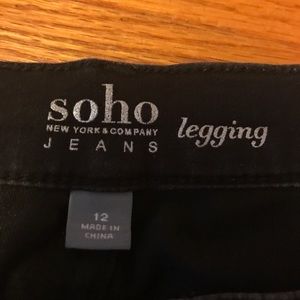 soho
NEW YORK & COMPANY
JEANS
legging
12
MADE IN
CHINA